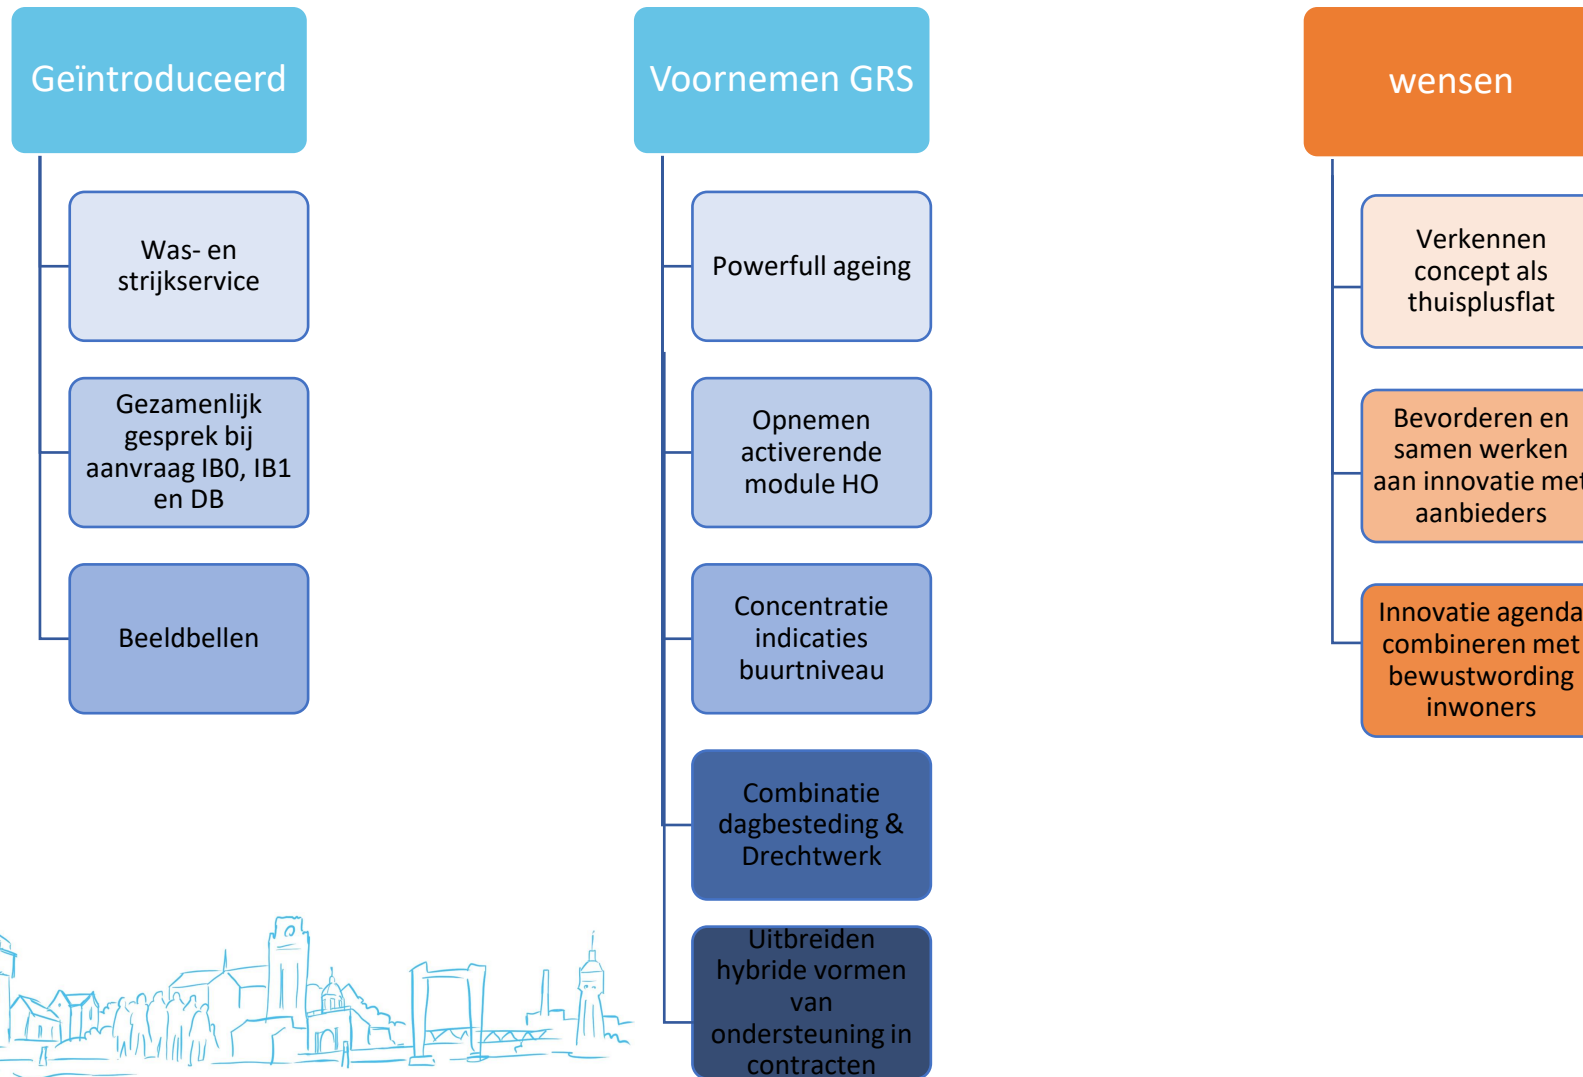 Geïntroduceerd
Was- en
strijkservice
Gezamenlijk
gesprek bij
aanvraag IB0, IB1
en DB
Beeldbellen
Voornemen GRS
Powerfull ageing
Opnemen
activerende
module HO
Concentratie
indicaties
buurtniveau
Combinatie
dagbesteding &
Drechtwerk
Uitbreiden
hybride vormen
van
ondersteuning in
contracten
wensen
Verkennen
concept als
thuisplusflat
Bevorderen en
samen werken
aan innovatie met
aanbieders
Innovatie agenda
combineren met
bewustwording
inwoners